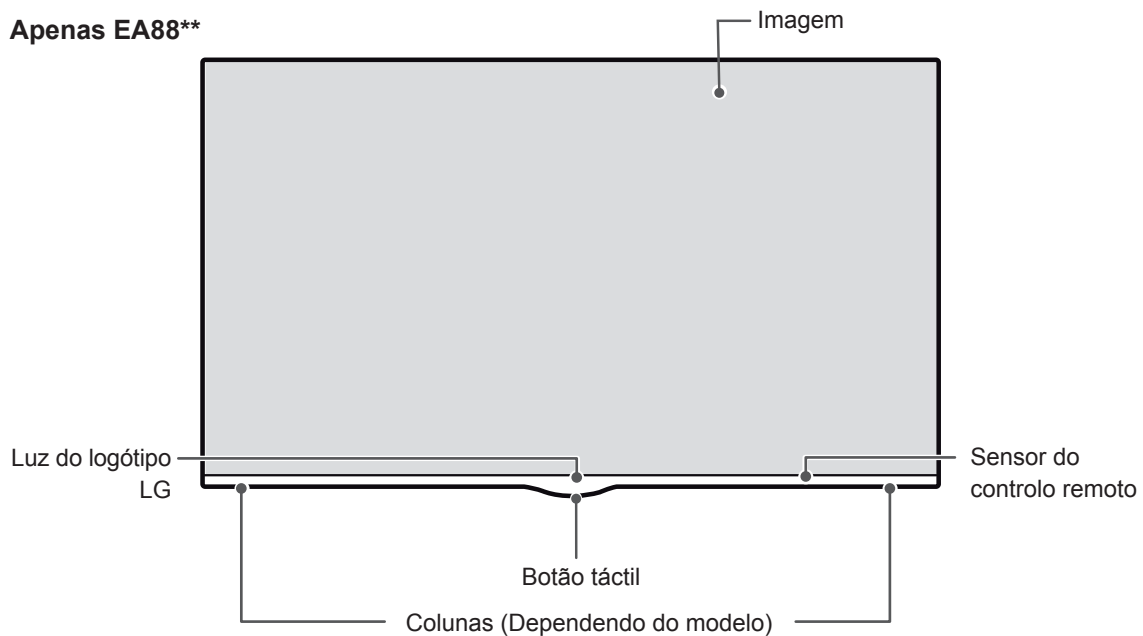 Apenas EA88**
Imagem
Luz do logótipo
LG
Sensor do
controlo remoto
Botão táctil
Colunas (Dependendo do modelo)